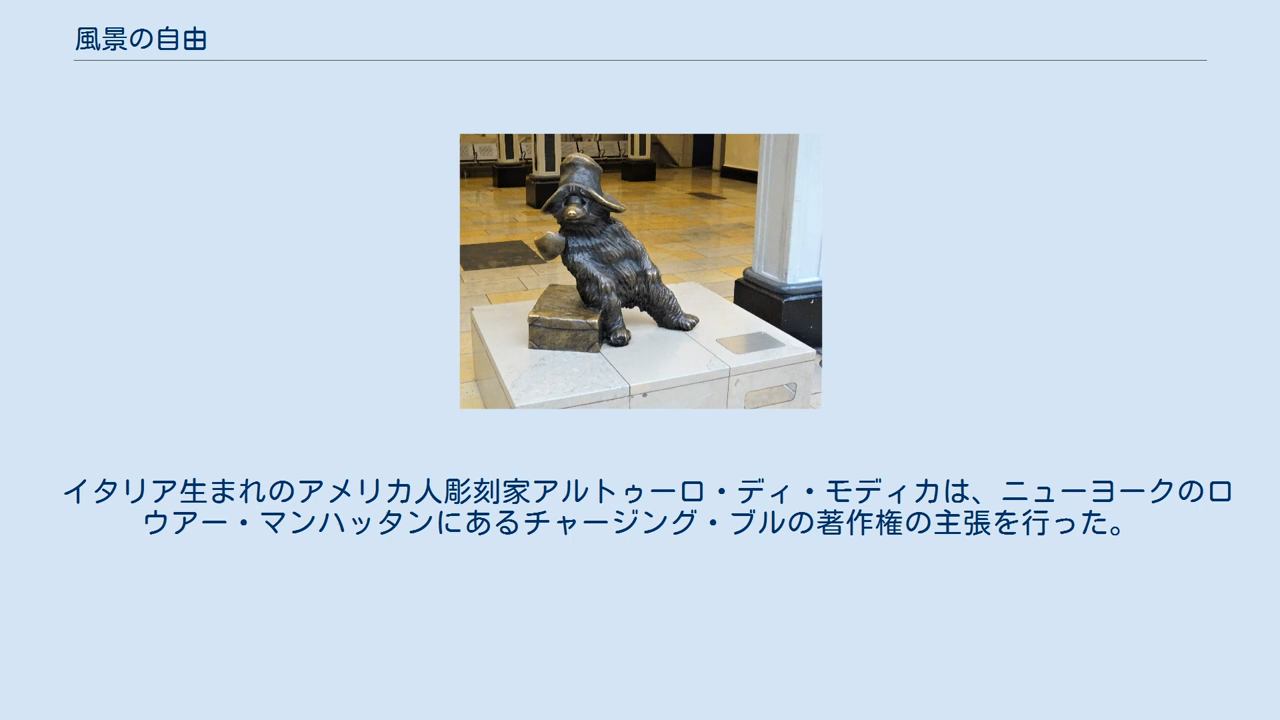 風景の自由
イタリア生まれのアメリカ人彫刻家アルトゥーロ・ディ・モディカは、ニューヨークのロ
ウアー・マンハッタンにあるチャージング・ブルの著作権の主張を行った。